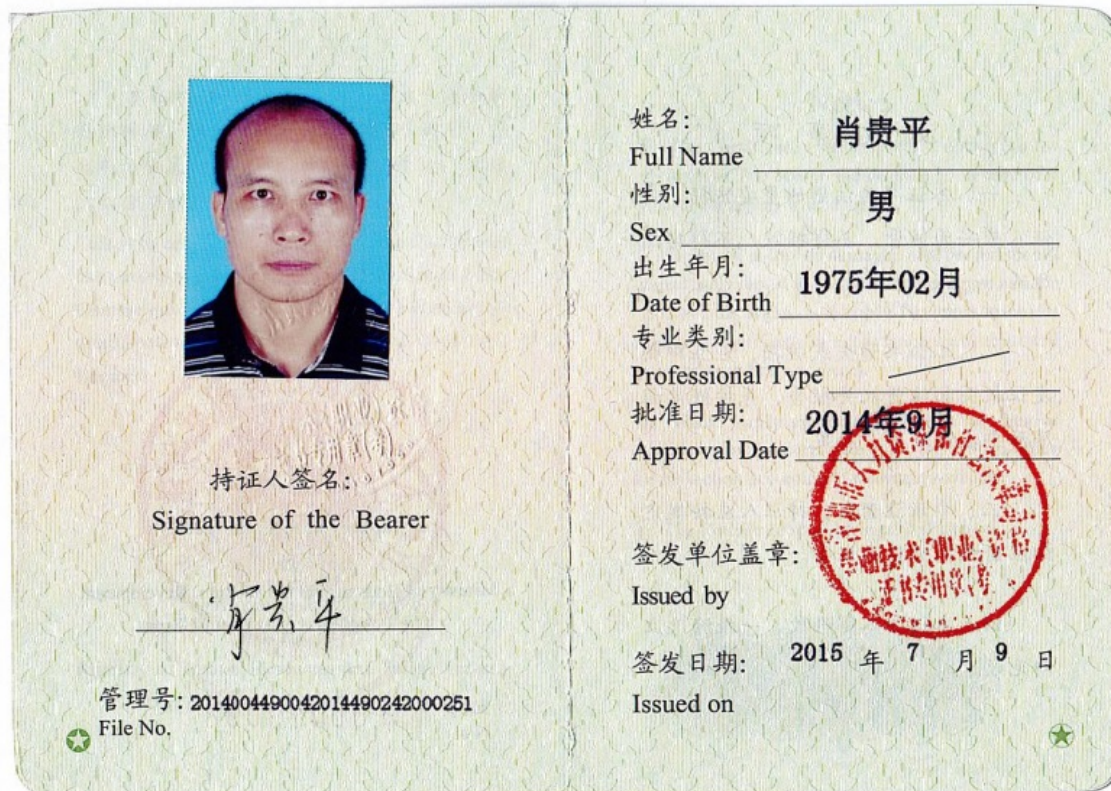 持证人签名:
Signature of the Bearer
肖贵平
管理号: 2014004490042014490242000251
File No.
姓名: 肖贵平
Full Name
性别: 男
Sex
出生年月: 1975年02月
Date of Birth
专业类别:
Professional Type
批准日期: 2014年9月
Approval Date
签发单位盖章:
Issued by
签发日期: 2015 年 7 月 9 日
Issued on